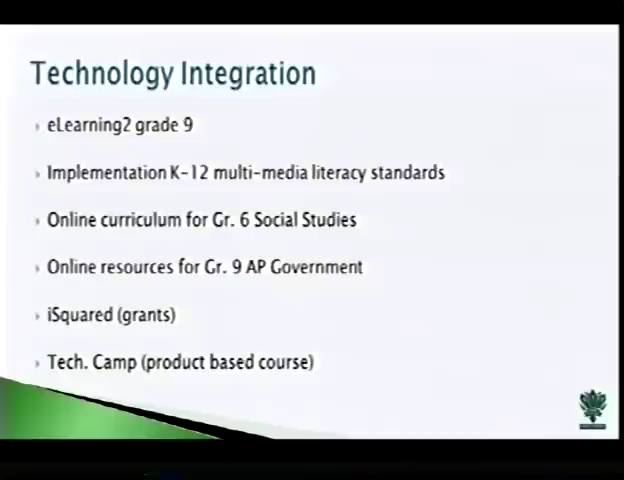 Technology Integration
eLearning2 grade 9
Implementation K-12 multi-media literacy standards
Online curriculum for Gr. 6 Social Studies
Online resources for Gr. 9 AP Government
iSquared (grants)
Tech. Camp (product based course)